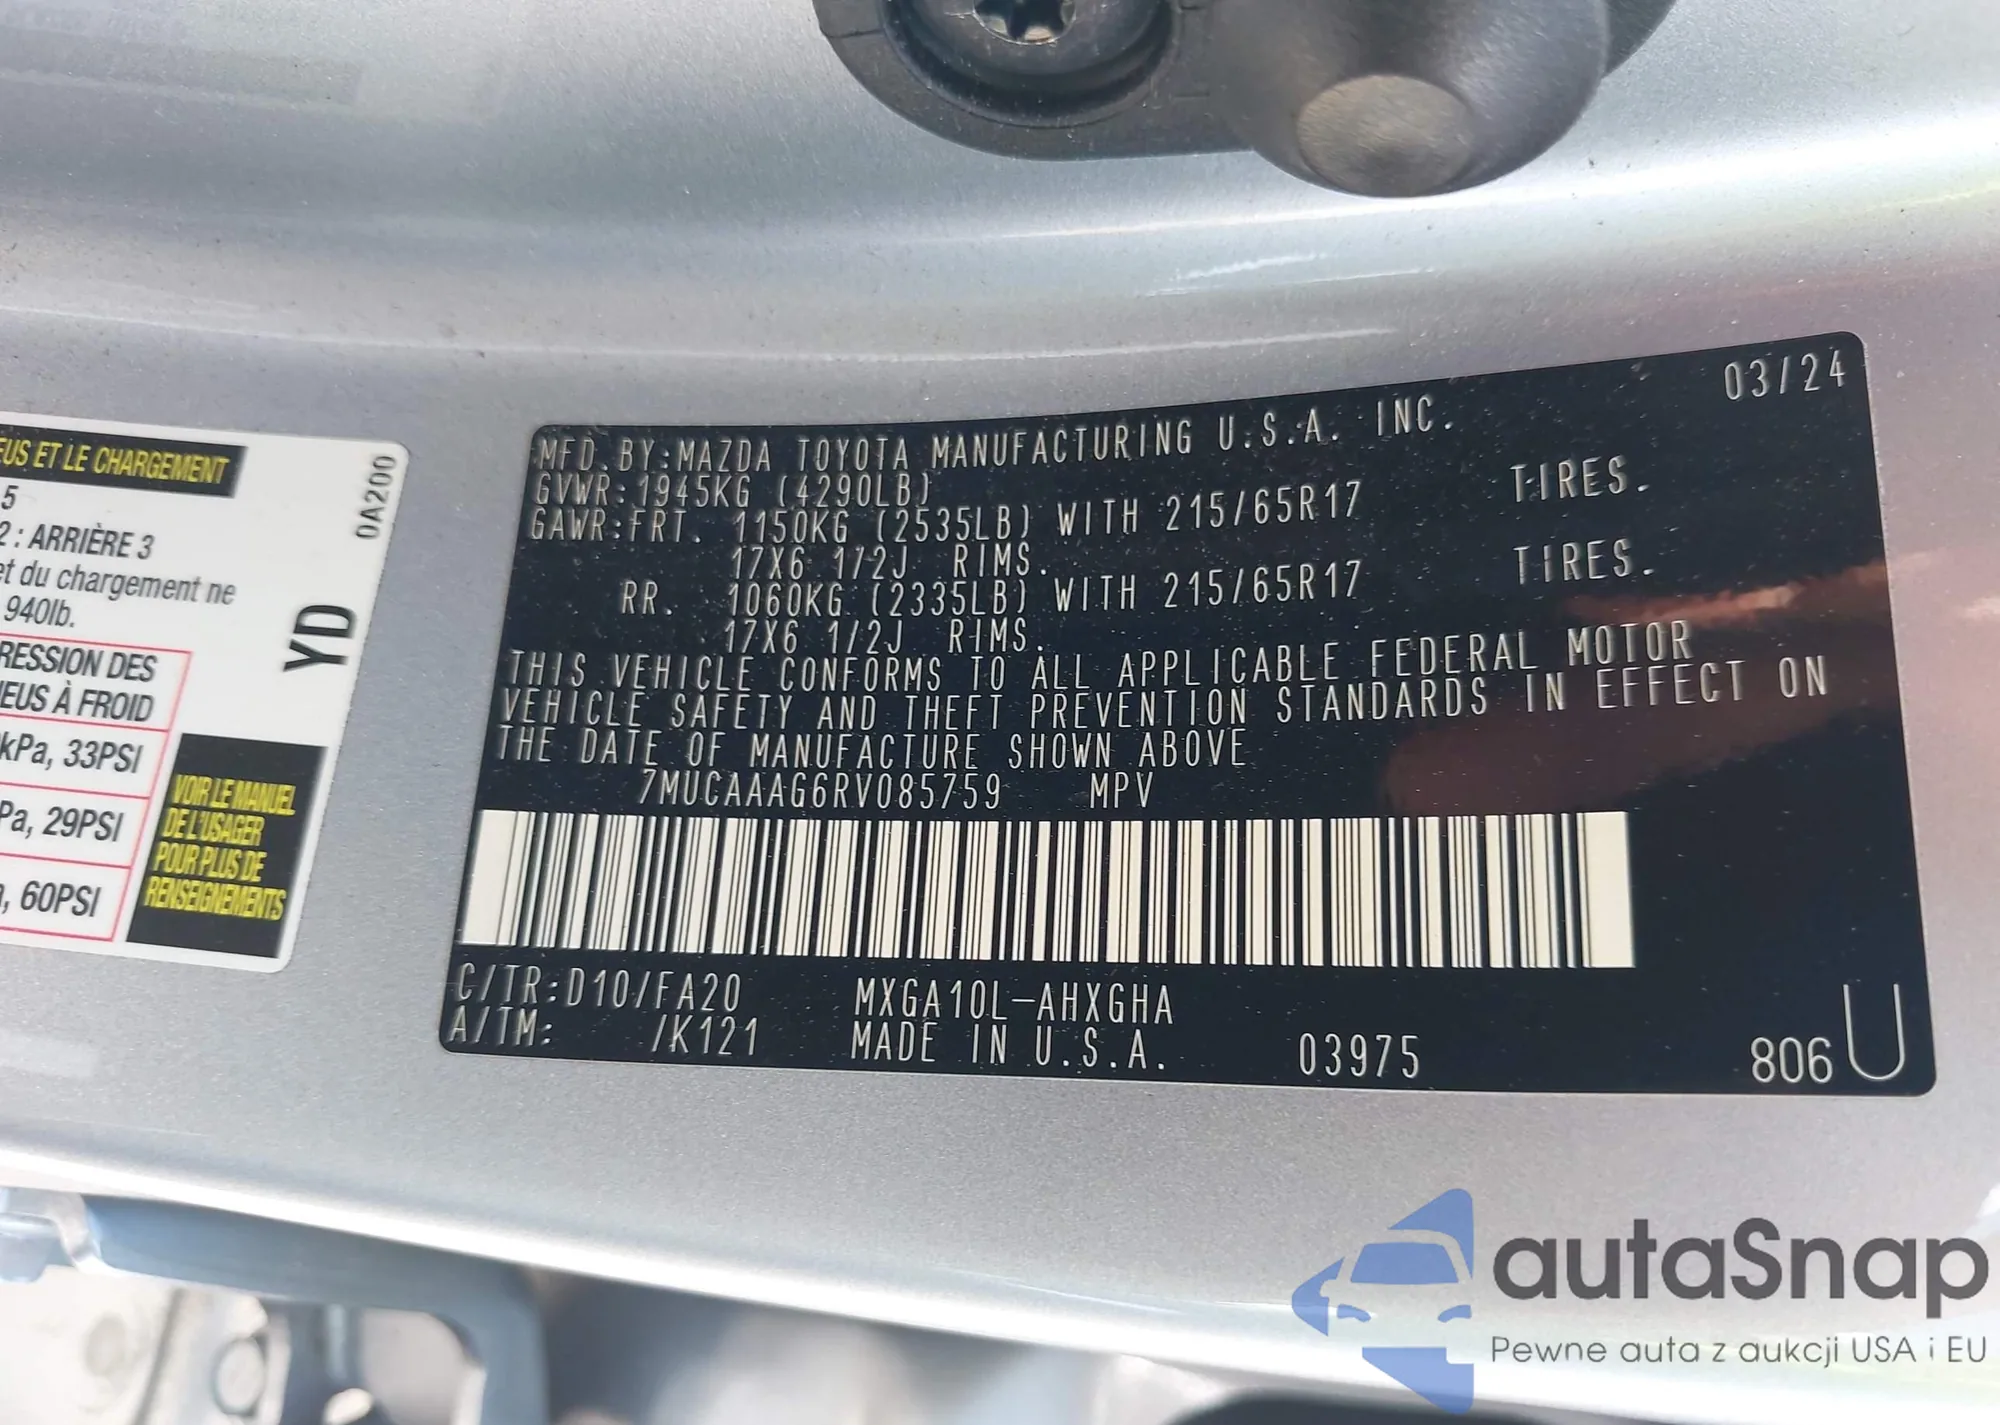 EUS ET LE CHARGEMENT
5
2 : ARRIÈRE 3
et du chargement ne
940lb.
RESSION DES
NEUS À FROID
kPa, 33PSI
Pa, 29PSI
60PSI
VOIR LE MANUEL
DE L'USAGER
POUR PLUS DE
RENSEIGNEMENTS
0A200
YD
03/24
MFD. BY: MAZDA TOYOTA MANUFACTURING U.S.A. INC.
GVWR: 1945KG (4290LB)
GAWR: FRT. 1150KG (2535LB) WITH 215/65R17 TIRES.
17X6 1/2J RIMS.
RR. 1060KG (2335LB) WITH 215/65R17 TIRES.
17X6 1/2J RIMS.
THIS VEHICLE CONFORMS TO ALL APPLICABLE FEDERAL MOTOR
VEHICLE SAFETY AND THEFT PREVENTION STANDARDS IN EFFECT ON
THE DATE OF MANUFACTURE SHOWN ABOVE
7MUCAAAG6RV085759 MPV
C/TR: D10/FA20 MXGA10L-AHXGHA
A/TM: /K121 MADE IN U.S.A. 03975 806 U
autaSnap
Pewne auta z aukcji USA i EU